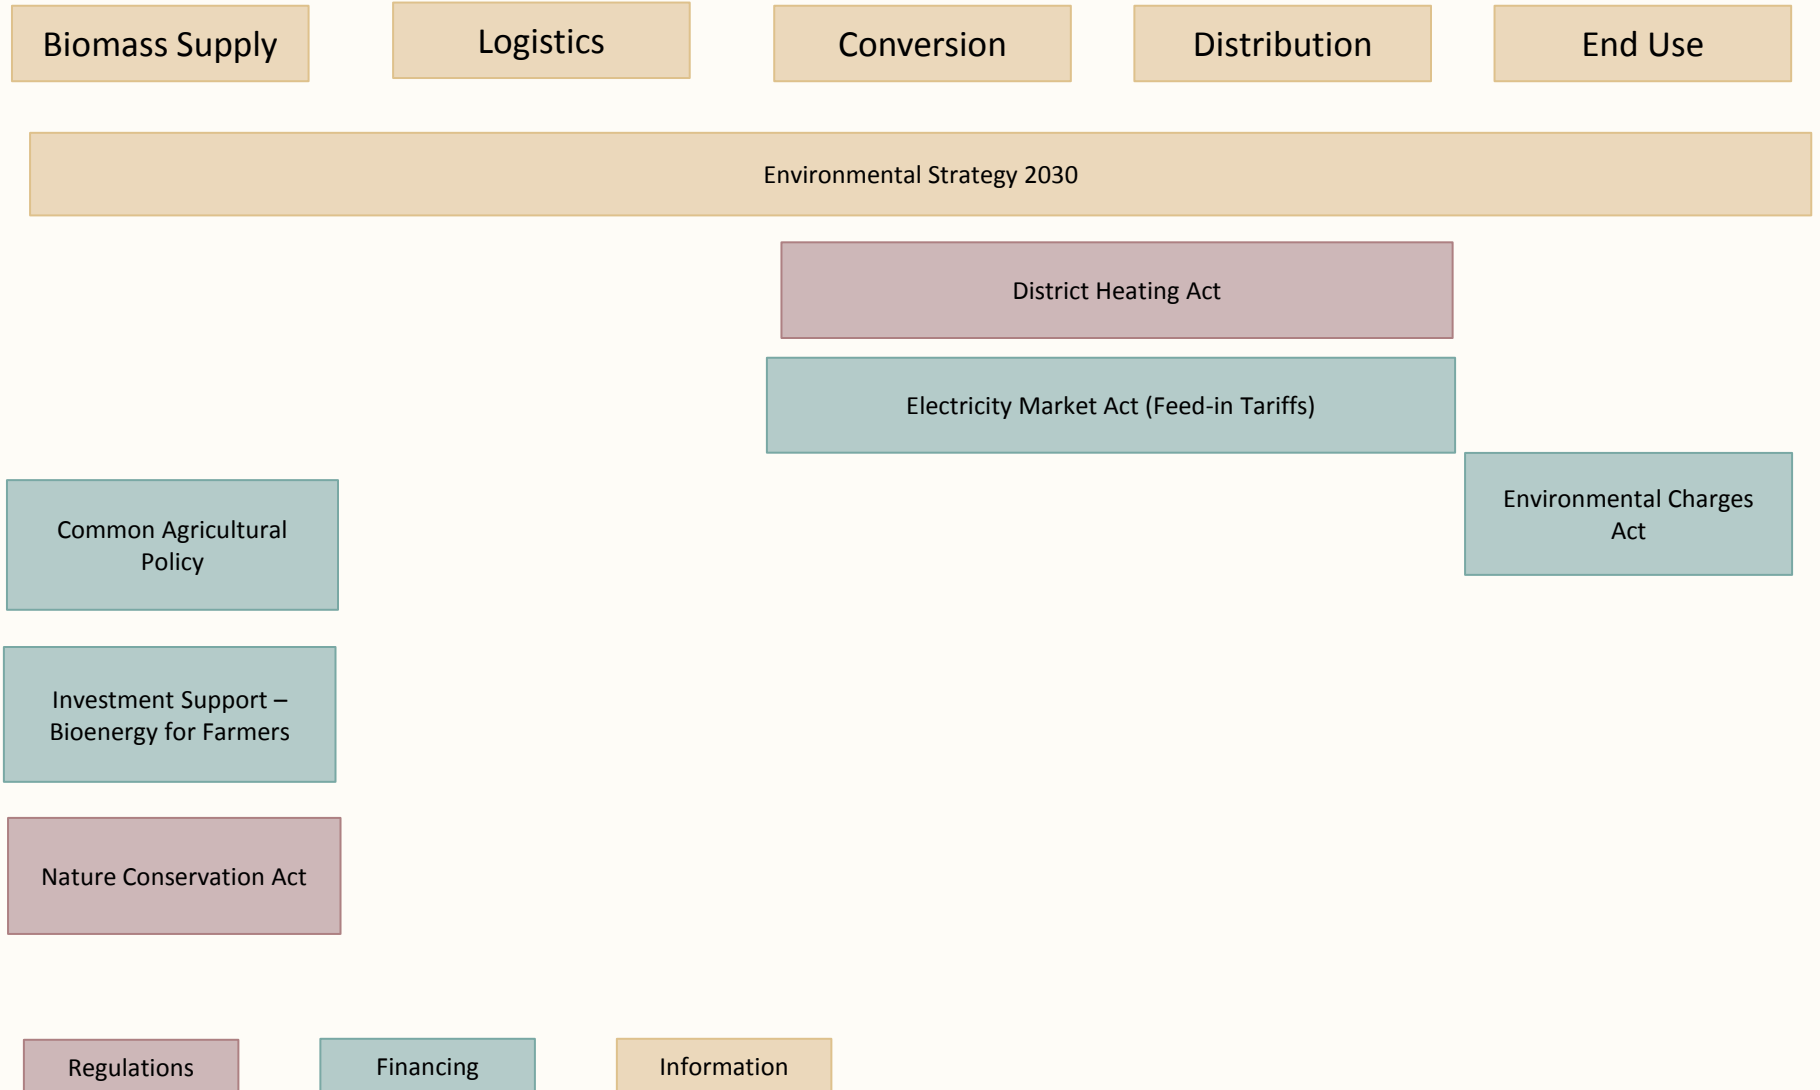 Biomass Supply
Logistics
Conversion
Distribution
End Use
Environmental Strategy 2030
District Heating Act
Electricity Market Act (Feed-in Tariffs)
Common Agricultural
Policy
Environmental Charges
Act
Investment Support –
Bioenergy for Farmers
Nature Conservation Act
Regulations
Financing
Information